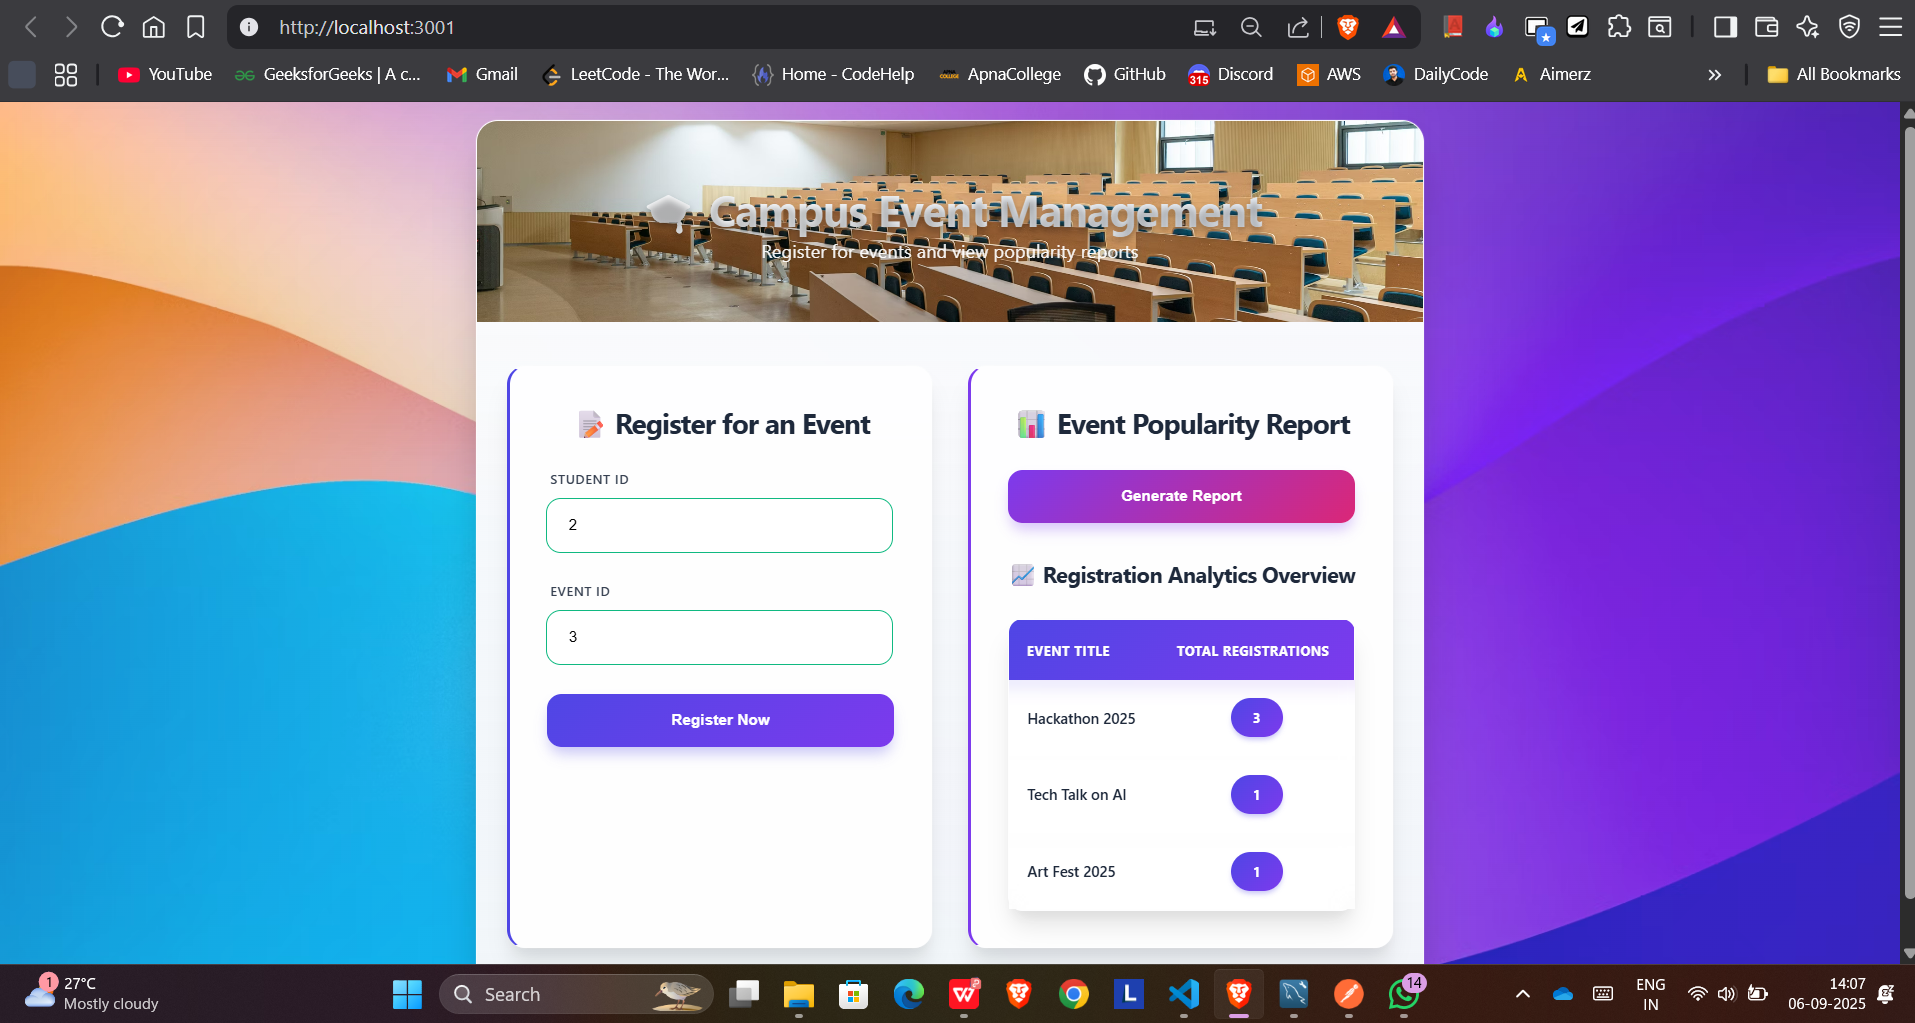 http://localhost:3001
YouTube
GeeksforGeeks | A c...
Gmail
LeetCode - The Wor...
Home - CodeHelp
COLLEGE
ApnaCollege
GitHub
315
Discord
AWS
DailyCode
Aimerz
All Bookmarks
Campus Event Management
Register for events and view popularity reports
Register for an Event
STUDENT ID
2
EVENT ID
3
Register Now
Event Popularity Report
Generate Report
Registration Analytics Overview
EVENT TITLE TOTAL REGISTRATIONS
Hackathon 2025 3
Tech Talk on AI 1
Art Fest 2025 1
1
27°C
Mostly cloudy
Search
L
14
ENG
IN
14:07
06-09-2025